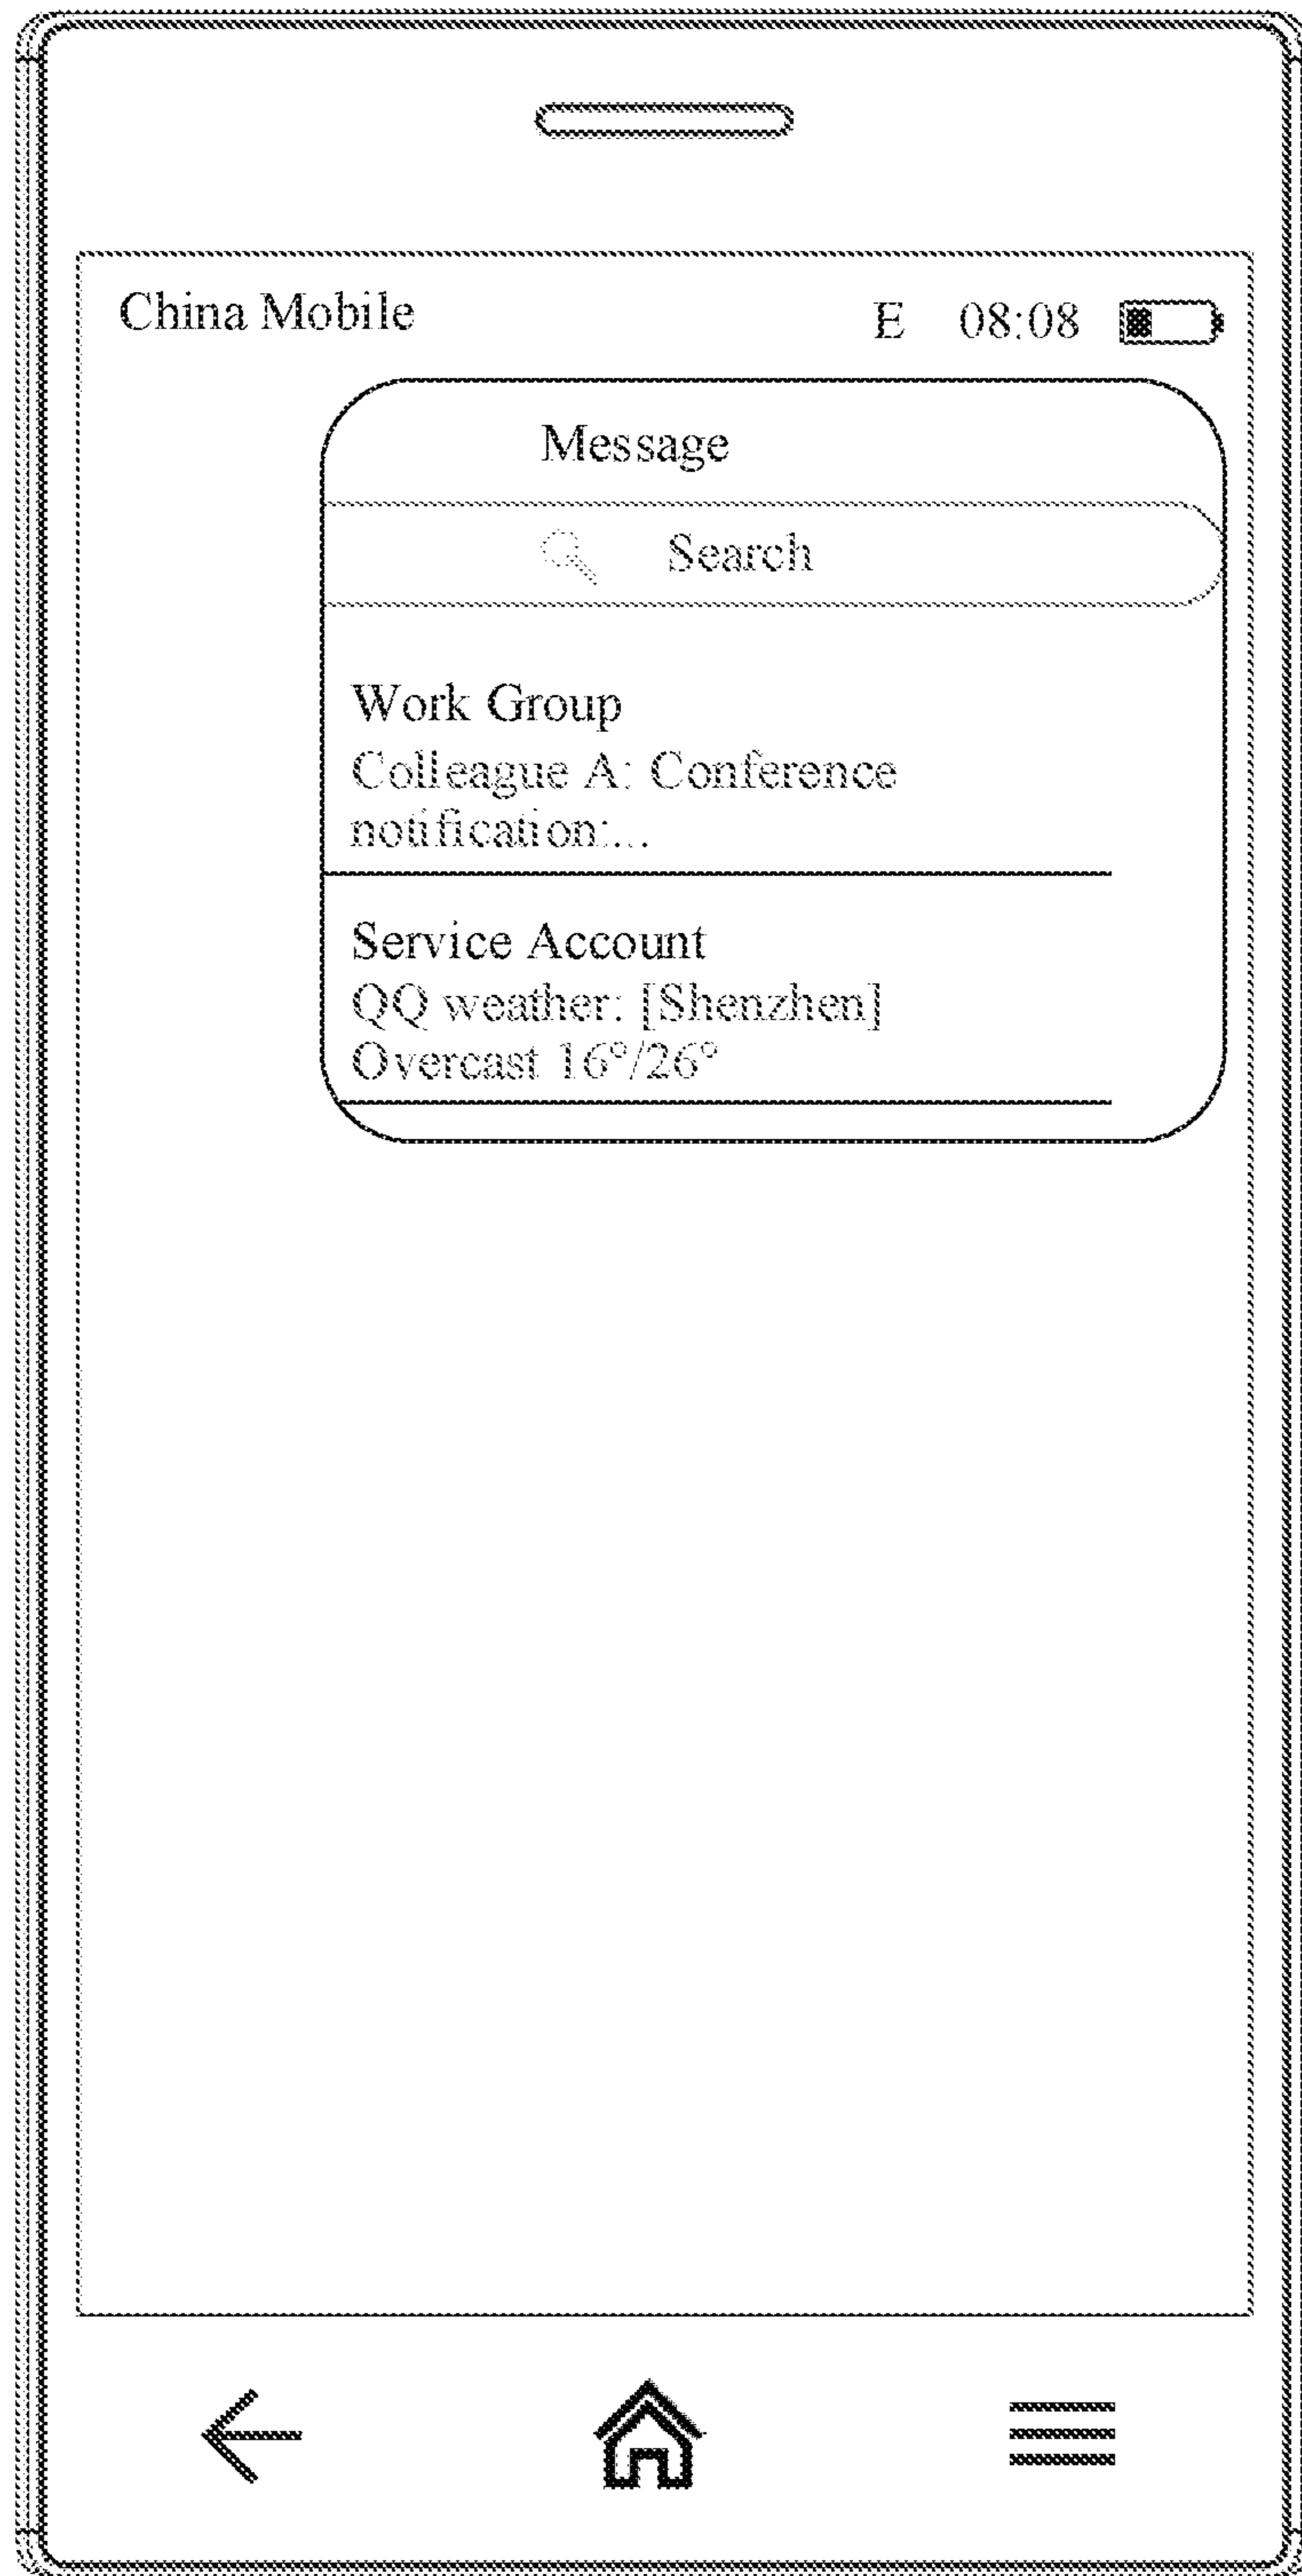 China Mobile E 08:08
Message
Search
Work Group
Colleague A: Conference
notification:...
Service Account
QQ weather: [Shenzhen]
Overcast 16°/26°